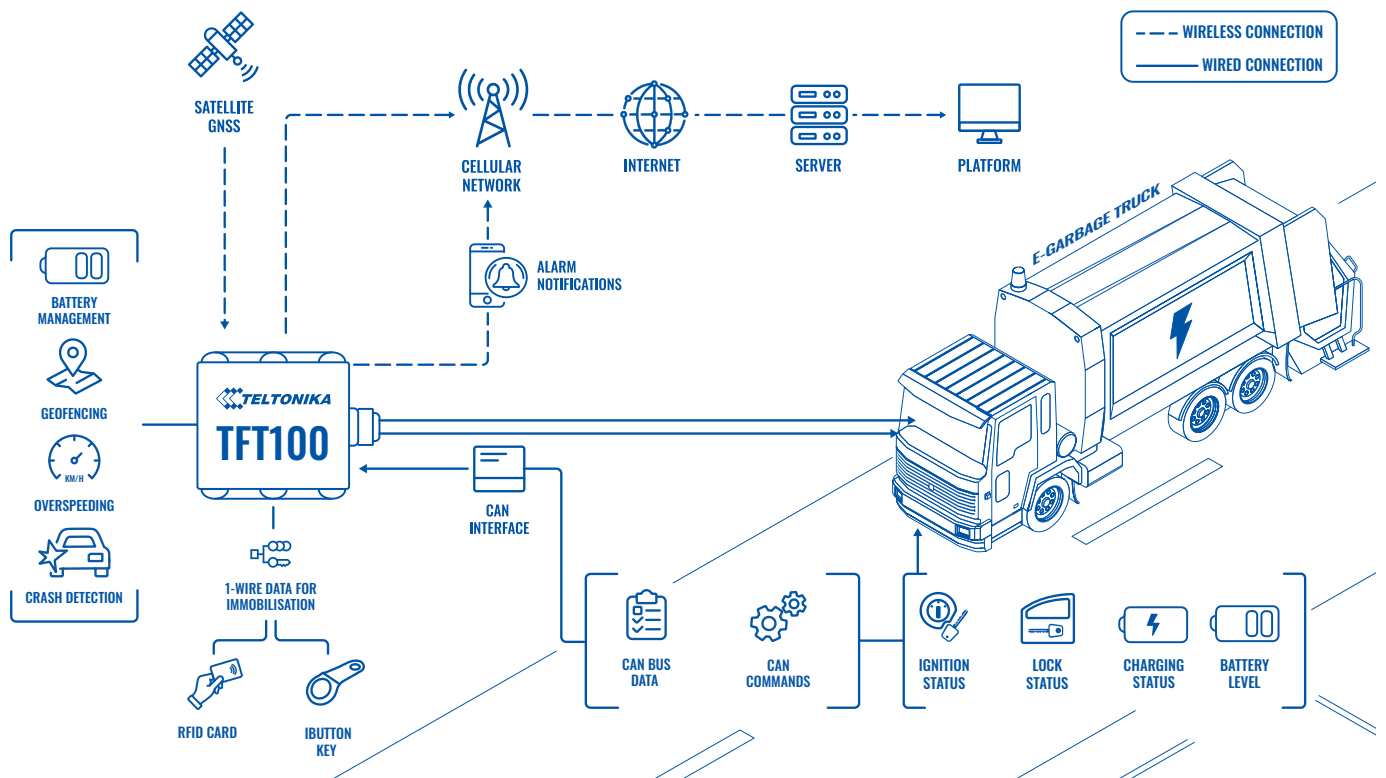 WIRELESS CONNECTION
WIRED CONNECTION
SATELLITE
GNSS
CELLULAR
NETWORK
INTERNET
SERVER
PLATFORM
E-GARBAGE TRUCK
ALARM
NOTIFICATIONS
BATTERY
MANAGEMENT
GEOFENCING
KM/H
OVERSPEEDING
CRASH DETECTION
TELTONIKA
TFT100
CAN
INTERFACE
1-WIRE DATA FOR
IMMOBILISATION
RFID CARD
IBUTTON
KEY
CAN BUS
DATA
CAN
COMMANDS
IGNITION
STATUS
LOCK
STATUS
CHARGING
STATUS
BATTERY
LEVEL